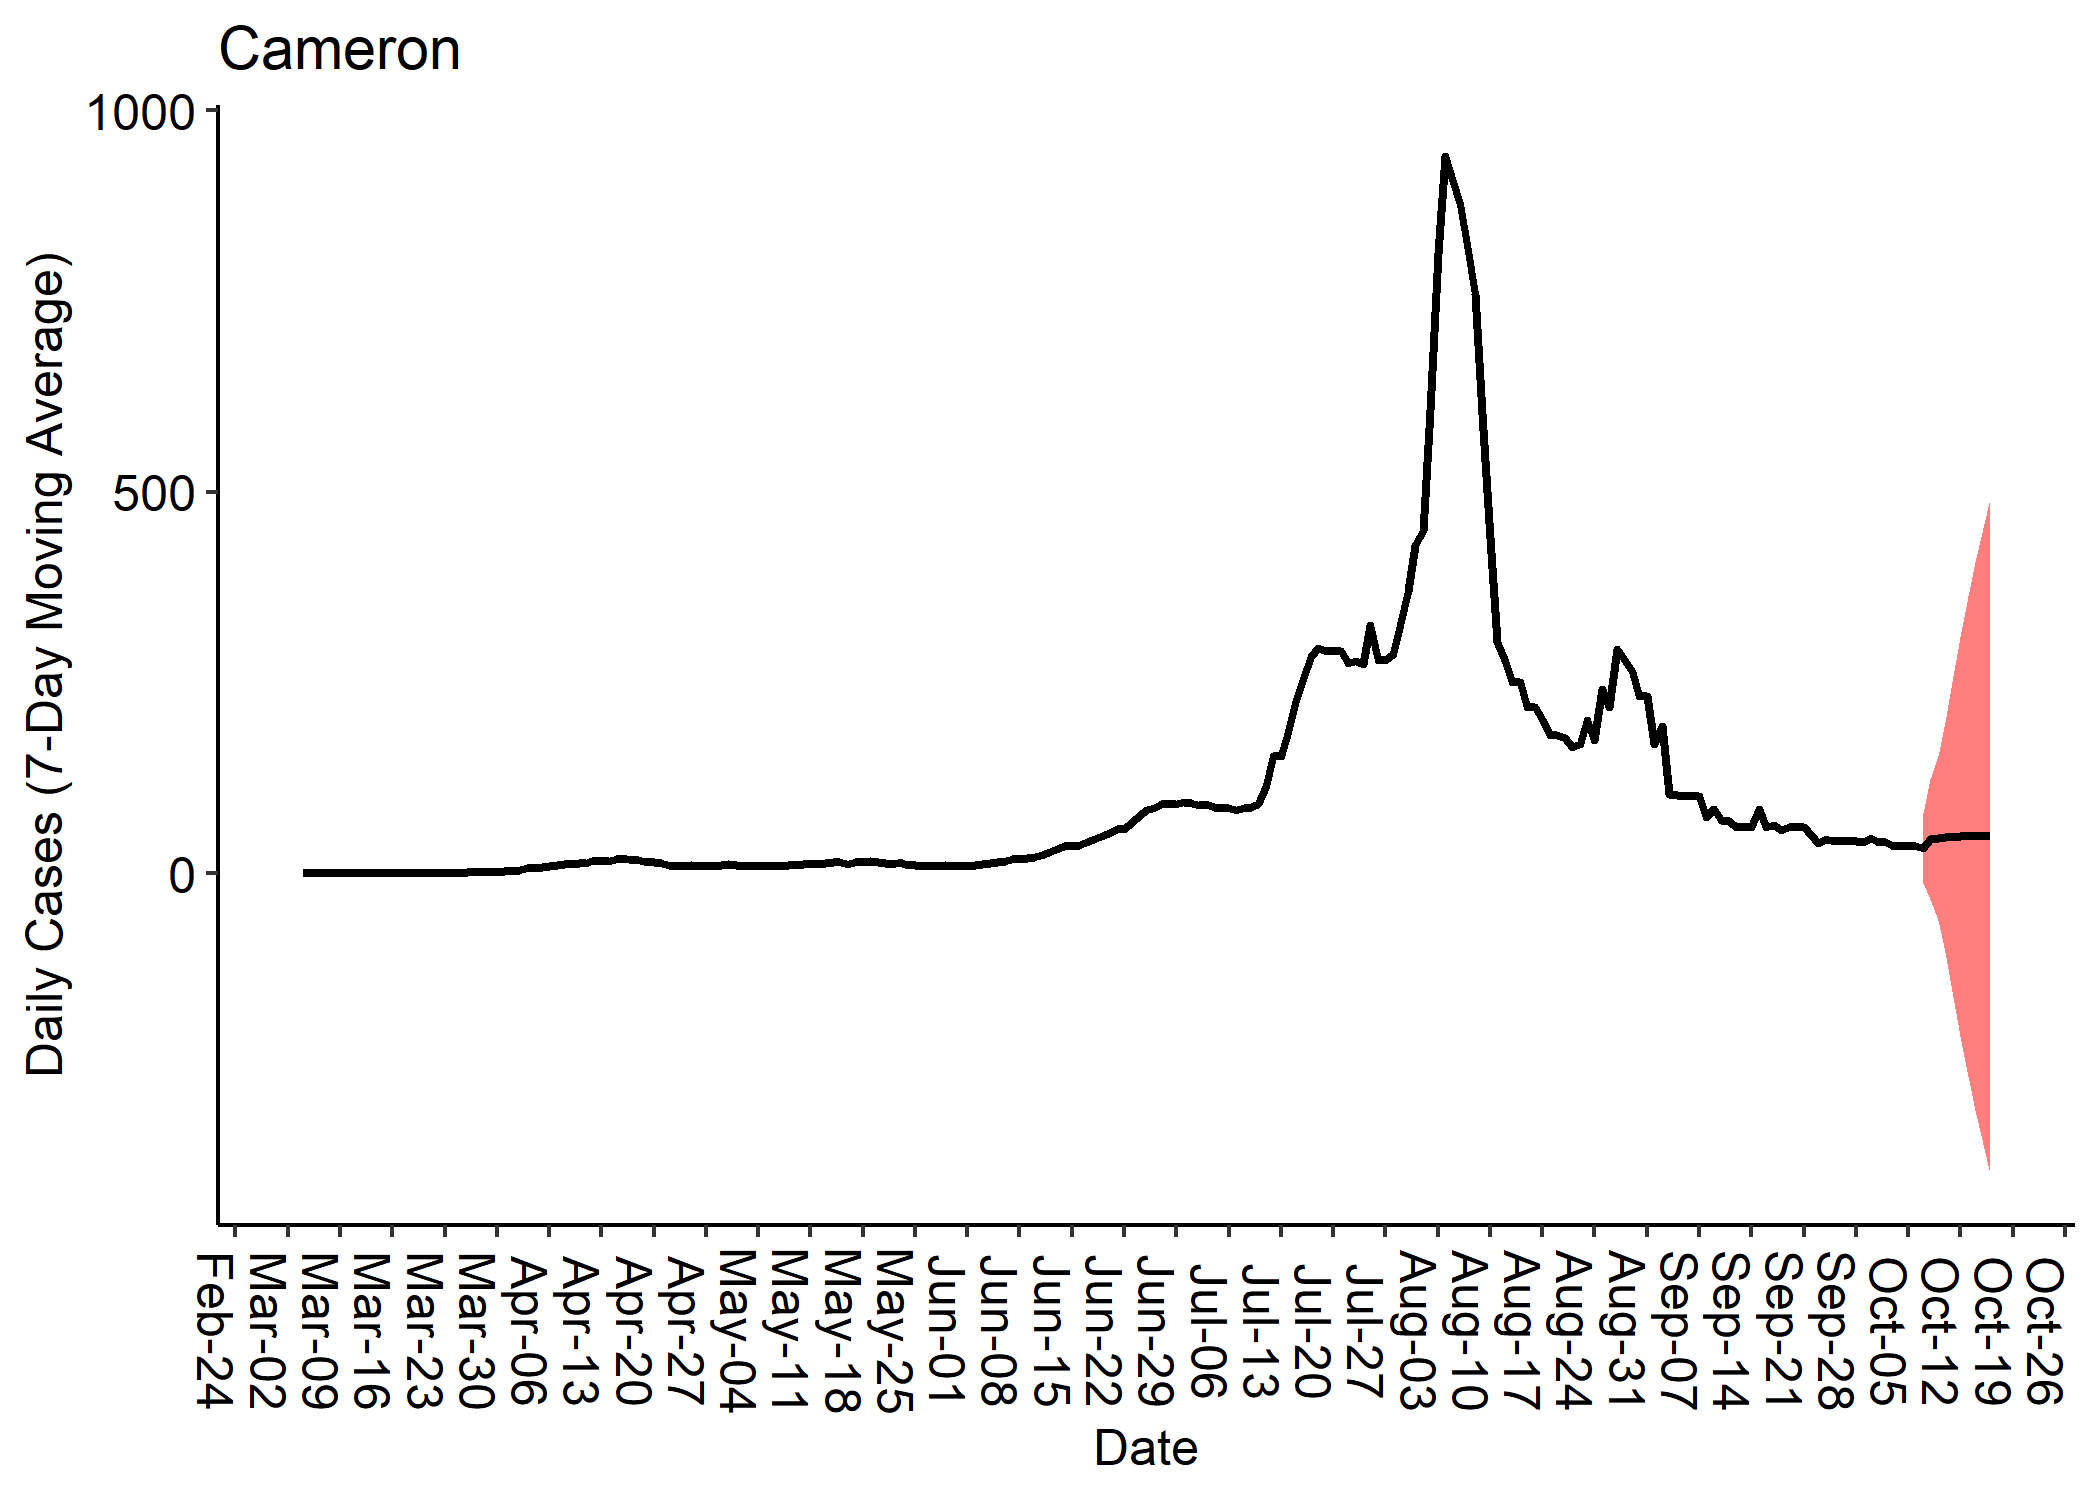 Cameron
1000
500
0
Daily Cases (7-Day Moving Average)
Feb-24
Mar-02
Mar-09
Mar-16
Mar-23
Mar-30
Apr-06
Apr-13
Apr-20
Apr-27
May-04
May-11
May-18
May-25
Jun-01
Jun-08
Jun-15
Jun-22
Jun-29
Jul-06
Jul-13
Jul-20
Jul-27
Aug-03
Aug-10
Aug-17
Aug-24
Aug-31
Sep-07
Sep-14
Sep-21
Sep-28
Oct-05
Oct-12
Oct-19
Oct-26
Date